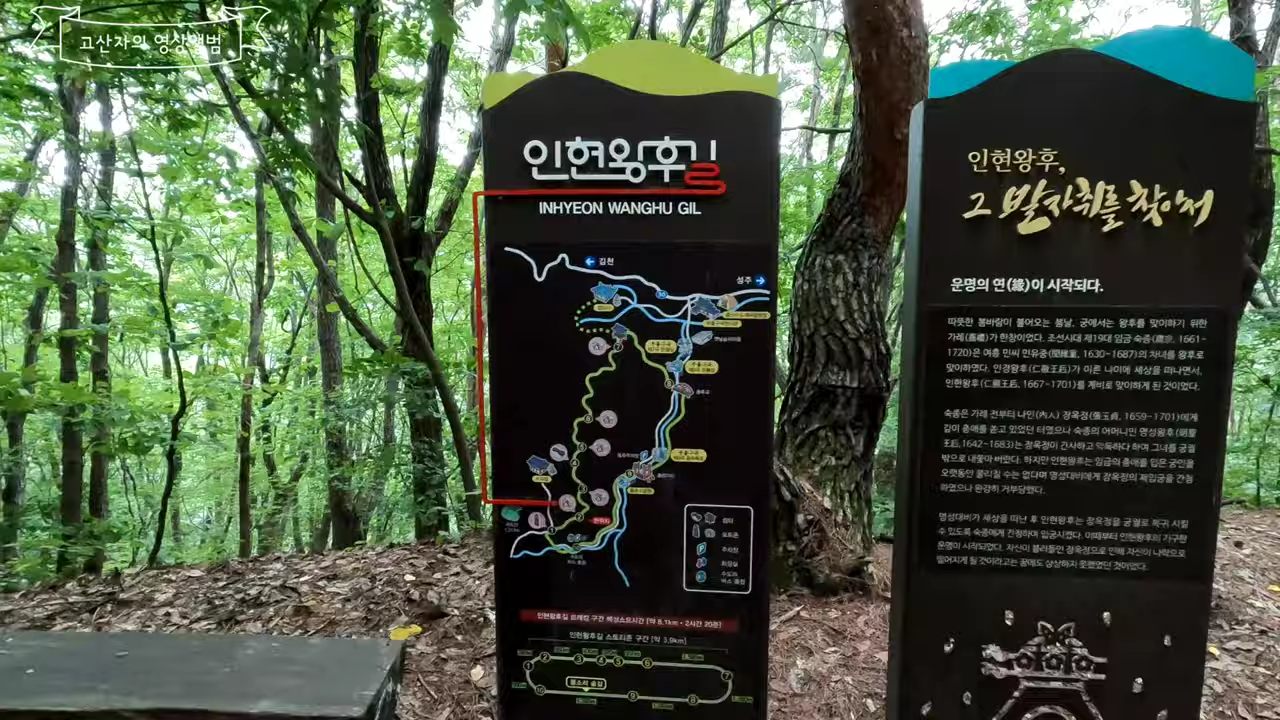 고산자의 영상앨범
인현왕후길
INHYEON WANGHU GIL
김천
성주
인현왕후길 트레킹 구간 예상소요시간 [약 8.1km · 2시간 20분]
인현왕후길 스토리존 구간 [약 3.9km]
1 2 3 4 5 6 7 8 9 10
물소리 숲길
인현왕후,
그 발자취를 찾아서
운명의 연(緣)이 시작되다.
따뜻한 봄바람이 불어오는 봄날, 궁에서는 왕후를 맞이하기 위한
가례(嘉禮)가 한창이었다. 조선시대 제19대 임금 숙종(肅宗, 1661-
1720)은 여흥 민씨 민유중(閔維重, 1630-1687)의 자녀를 왕후로
맞이하였다. 인경왕후(仁敬王后)가 이른 나이에 세상을 떠나면서,
인현왕후(仁顯王后, 1667-1701)를 계비로 맞이하게 된 것이었다.
숙종은 가례 전부터 나인(內人) 장옥정(張玉貞, 1659-1701)에게
깊이 총애를 쏟고 있었던 터였으나 숙종의 어머니인 명성왕후(明聖
王后,1642-1683)는 장옥정이 간사하고 악독하다 하여 그녀를 궁궐
밖으로 내쫓아 버렸다. 하지만 인현왕후는 임금의 총애를 입은 궁인을
오랫동안 물리칠 수는 없다며 명성대비에게 장옥정의 재입궁을 간청
하였으나 완강히 거부당했다.
명성대비가 세상을 떠난 후 인현왕후는 장옥정을 궁궐로 복귀 시킬
수 있도록 숙종에게 간청하여 입궁시켰다. 이때부터 인현왕후의 가구한
운명이 시작되었다. 자신이 불러들인 장옥정으로 인해 자신이 나락으로
떨어지게 될 것이라고는 꿈에도 상상하지 못했었던 것이었다.